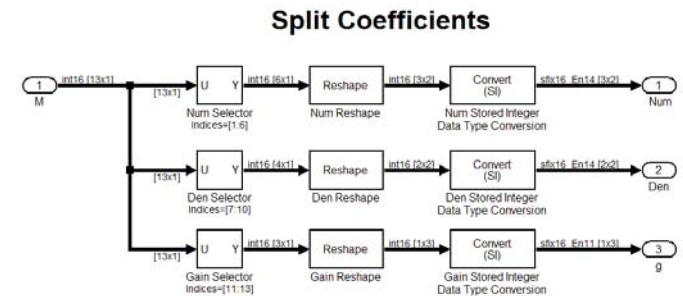 Split Coefficients
1
M
int16 [13x1]
[13x1]
U Y
Num Selector
Indices=[1:6]
int16 [6x1]
Reshape
Num Reshape
int16 [3x2]
Convert
(SI)
Num Stored Integer
Data Type Conversion
sfix16_En14 [3x2]
1
Num
[13x1]
U Y
Den Selector
Indices=[7:10]
int16 [4x1]
Reshape
Den Reshape
int16 [2x2]
Convert
(SI)
Den Stored Integer
Data Type Conversion
sfix16_En14 [2x2]
2
Den
[13x1]
U Y
Gain Selector
Indices=[11:13]
int16 [3x1]
Reshape
Gain Reshape
int16 [1x3]
Convert
(SI)
Gain Stored Integer
Data Type Conversion
sfix16_En11 [1x3]
3
g